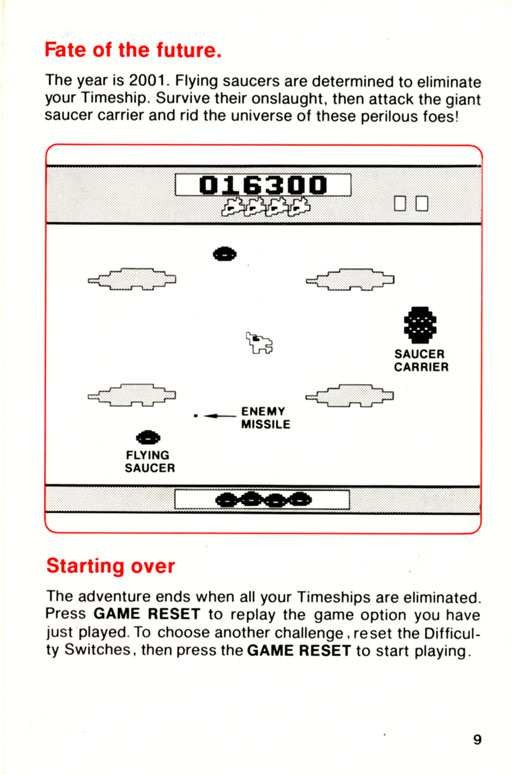 Fate of the future.
The year is 2001. Flying saucers are determined to eliminate
your Timeship. Survive their onslaught, then attack the giant
saucer carrier and rid the universe of these perilous foes!
016300
SAUCER
CARRIER
ENEMY
MISSILE
FLYING
SAUCER
Starting over
The adventure ends when all your Timeships are eliminated.
Press GAME RESET to replay the game option you have
just played. To choose another challenge, reset the Difficul-
ty Switches, then press the GAME RESET to start playing.
9